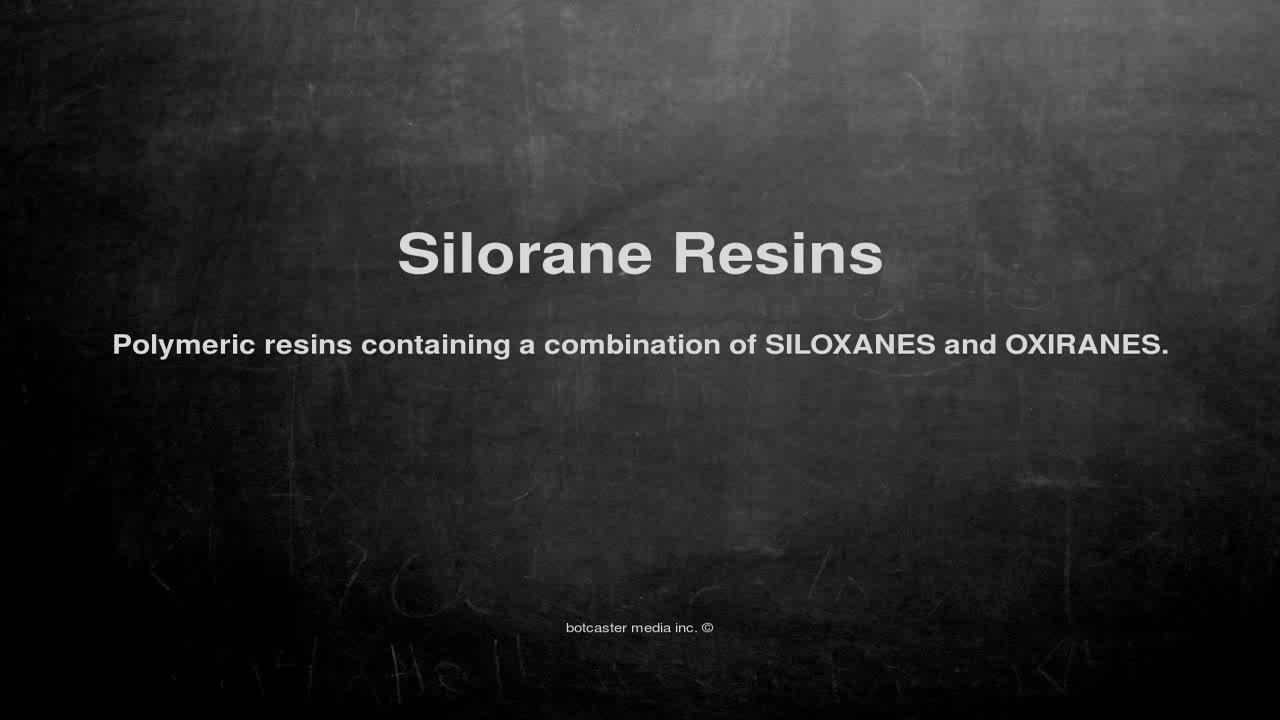 Silorane Resins
Polymeric resins containing a combination of SILOXANES and OXIRANES.
botcaster media inc. ©